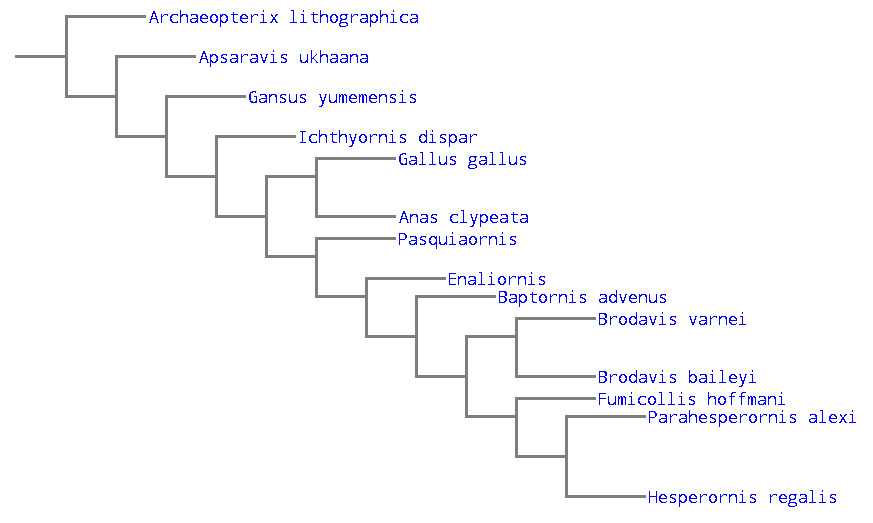 Archaeopterix lithographica
Apsaravis ukhaana
Gansus yumemensis
Ichthyornis dispar
Gallus gallus
Anas clypeata
Pasquiaornis
Enaliornis
Baptornis advenus
Brodavis varnei
Brodavis baileyi
Fumicollis hoffmani
Parahesperornis alexi
Hesperornis regalis